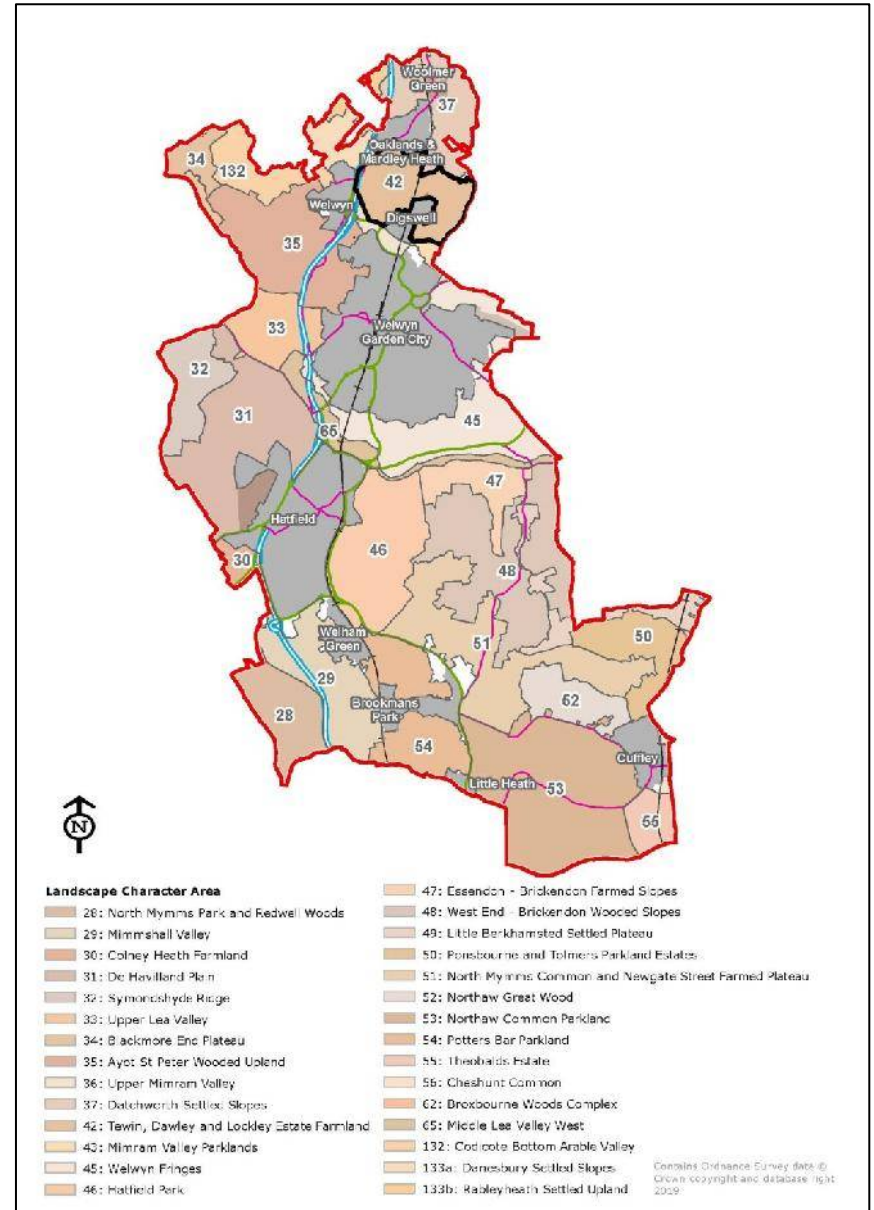 Woolmer
Green
37
Oaklands &
Mardley Heath
34
132
42
Welwyn
Digswell
35
33
Welwyn
Garden City
32
31
65
45
47
Hatfield
46
30
48
Welham
Green
51
50
29
52
28
Brookmans
Park
54
Cuffley
Little Heath
53
55
N
Landscape Character Area
28: North Mymms Park and Redwell Woods
29: Mimmshall Valley
30: Colney Heath Farmland
31: De Havilland Plain
32: Symondshyde Ridge
33: Upper Lea Valley
34: Blackmore End Plateau
35: Ayot St Peter Wooded Upland
36: Upper Mimram Valley
37: Datchworth Settled Slopes
42: Tewin, Dawley and Lockley Estate Farmland
43: Mimram Valley Parklands
45: Welwyn Fringes
46: Hatfield Park
47: Essendon - Brickendon Farmed Slopes
48: West End - Brickendon Wooded Slopes
49: Little Berkhamsted Settled Plateau
50: Ponsbourne and Tolmers Parkland Estates
51: North Mymms Common and Newgate Street Farmed Plateau
52: Northaw Great Wood
53: Northaw Common Parkland
54: Potters Bar Parkland
55: Theobalds Estate
56: Cheshunt Common
62: Broxbourne Woods Complex
65: Middle Lea Valley West
132: Codicote Bottom Arable Valley
133a: Danesbury Settled Slopes
133b: Rableyheath Settled Upland
Contains Ordnance Survey data ©
Crown copyright and database right
2019